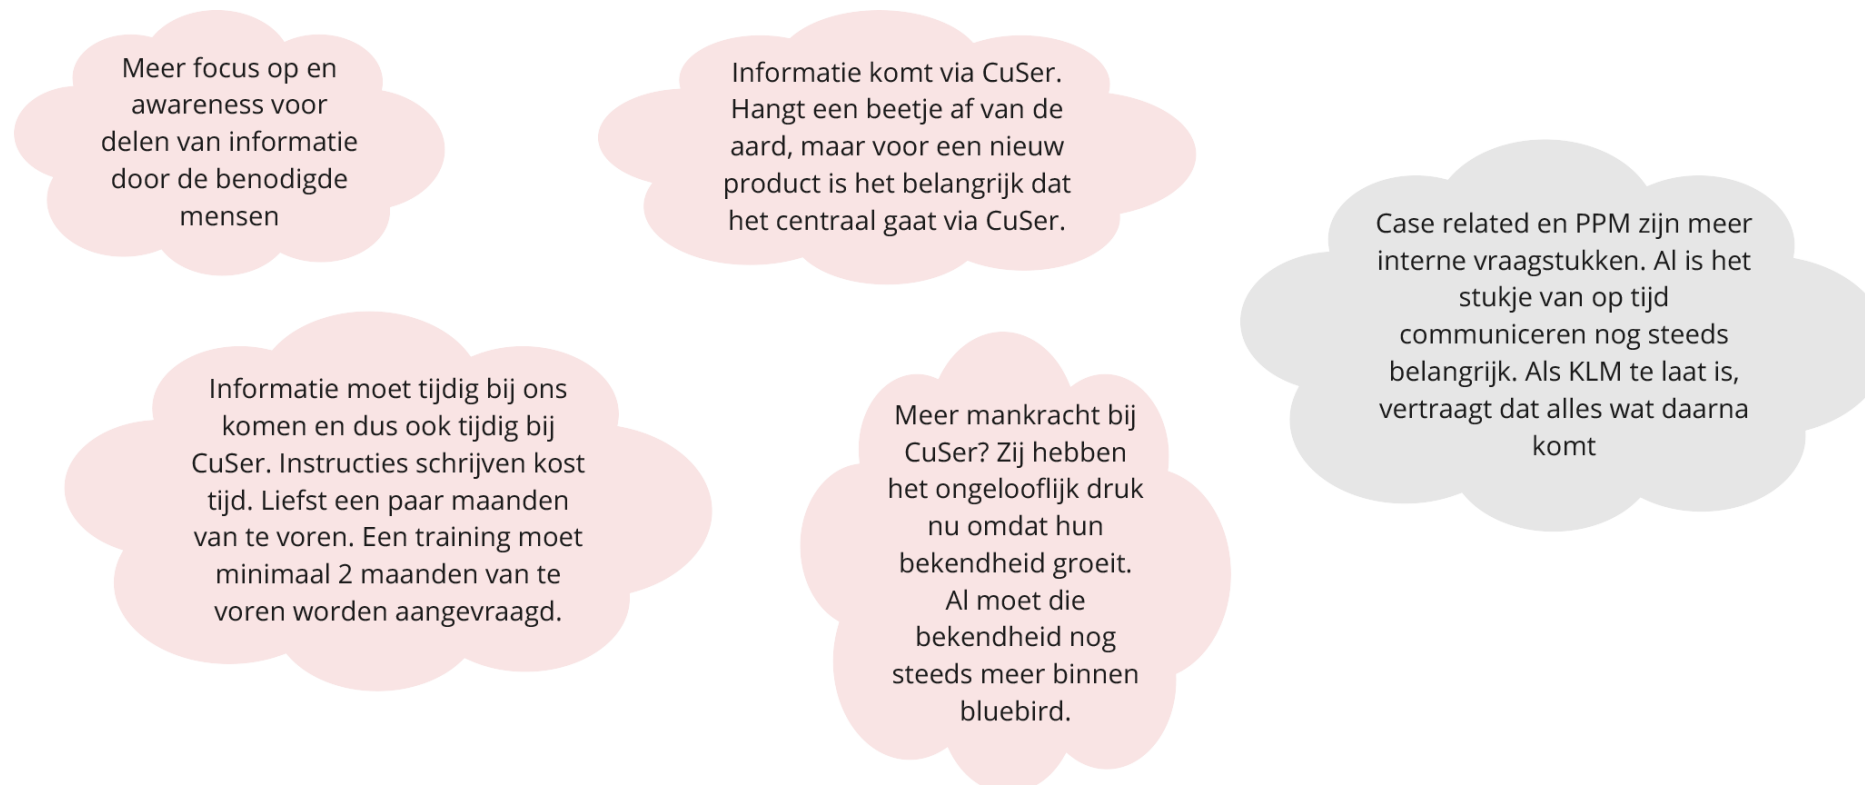 Meer focus op en
awareness voor
delen van informatie
door de benodigde
mensen
Informatie komt via CuSer.
Hangt een beetje af van de
aard, maar voor een nieuw
product is het belangrijk dat
het centraal gaat via CuSer.
Case related en PPM zijn meer
interne vraagstukken. Al is het
stukje van op tijd
communiceren nog steeds
belangrijk. Als KLM te laat is,
vertraagt dat alles wat daarna
komt
Informatie moet tijdig bij ons
komen en dus ook tijdig bij
CuSer. Instructies schrijven kost
tijd. Liefst een paar maanden
van te voren. Een training moet
minimaal 2 maanden van te
voren worden aangevraagd.
Meer mankracht bij
CuSer? Zij hebben
het ongelooflijk druk
nu omdat hun
bekendheid groeit.
Al moet die
bekendheid nog
steeds meer binnen
bluebird.